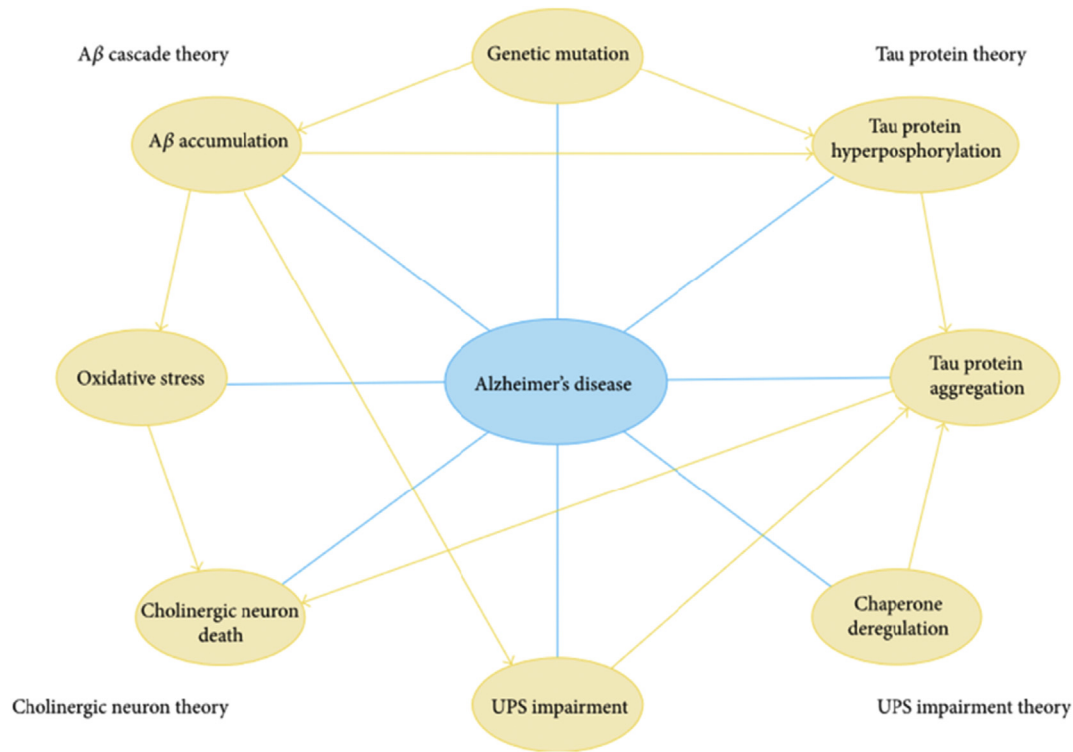 Aβ cascade theory
Genetic mutation
Tau protein theory
Aβ accumulation
Tau protein
hyperposphorylation
Oxidative stress
Alzheimer's disease
Tau protein
aggregation
Cholinergic neuron
death
UPS impairment
Chaperone
deregulation
Cholinergic neuron theory
UPS impairment theory